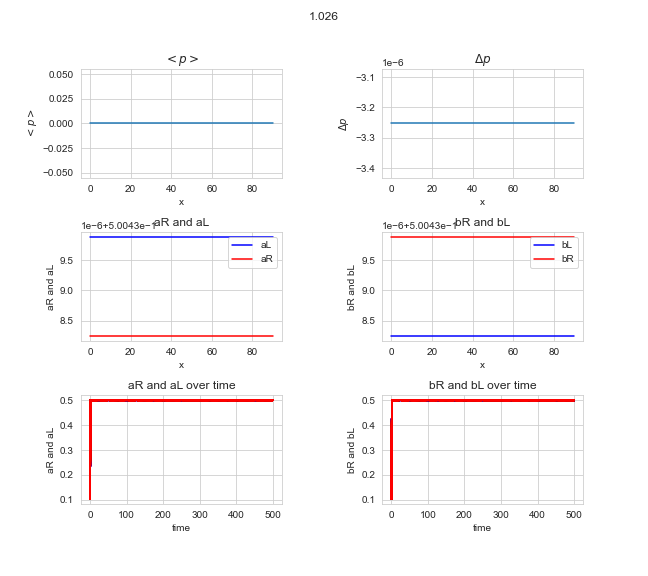 1.026
< p >
0.050
0.025
0.000
−0.025
−0.050
< p >
0 20 40 60 80
x
Δp
1e−6
−3.1
−3.2
−3.3
−3.4
Δp
0 20 40 60 80
x
aR and aL
1e−6+5.0043e−1
9.5
9.0
8.5
aR and aL
aL
aR
0 20 40 60 80
x
bR and bL
1e−6+5.0043e−1
9.5
9.0
8.5
bR and bL
bL
bR
0 20 40 60 80
x
aR and aL over time
0.5
0.4
0.3
0.2
0.1
aR and aL
0 100 200 300 400 500
time
bR and bL over time
0.5
0.4
0.3
0.2
0.1
bR and bL
0 100 200 300 400 500
time